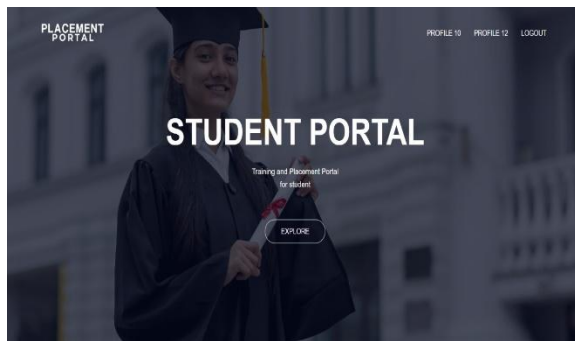 PLACEMENT
PORTAL
PROFILE 10 PROFILE 12 LOGOUT
STUDENT PORTAL
Training and Placement Portal
for student
EXPLORE